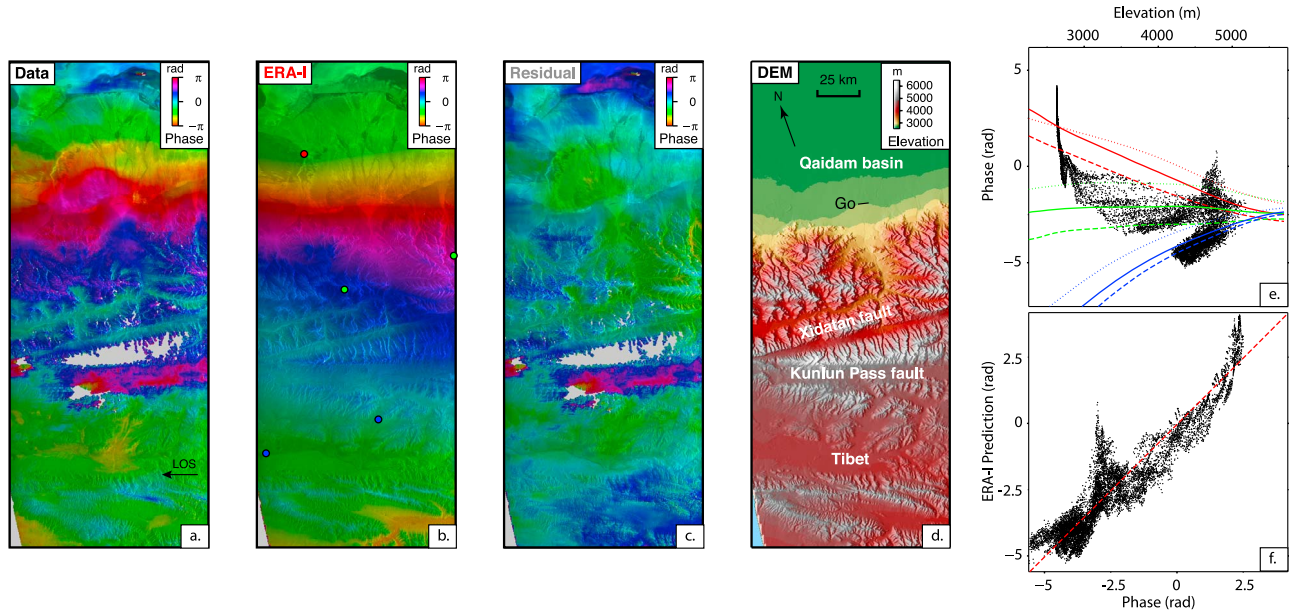 Data
rad
π
0
−π
Phase
LOS
a.
ERA-I
rad
π
0
−π
Phase
b.
Residual
rad
π
0
−π
Phase
c.
DEM
25 km
N
m
6000
5000
4000
3000
Elevation
Qaidam basin
Go
Xidatan fault
Kunlun Pass fault
Tibet
d.
Elevation (m)
3000 4000 5000
5
0
−5
Phase (rad)
e.
2.5
0
−2.5
−5
ERA-I Prediction (rad)
−5 -2.5 0 2.5
Phase (rad)
f.